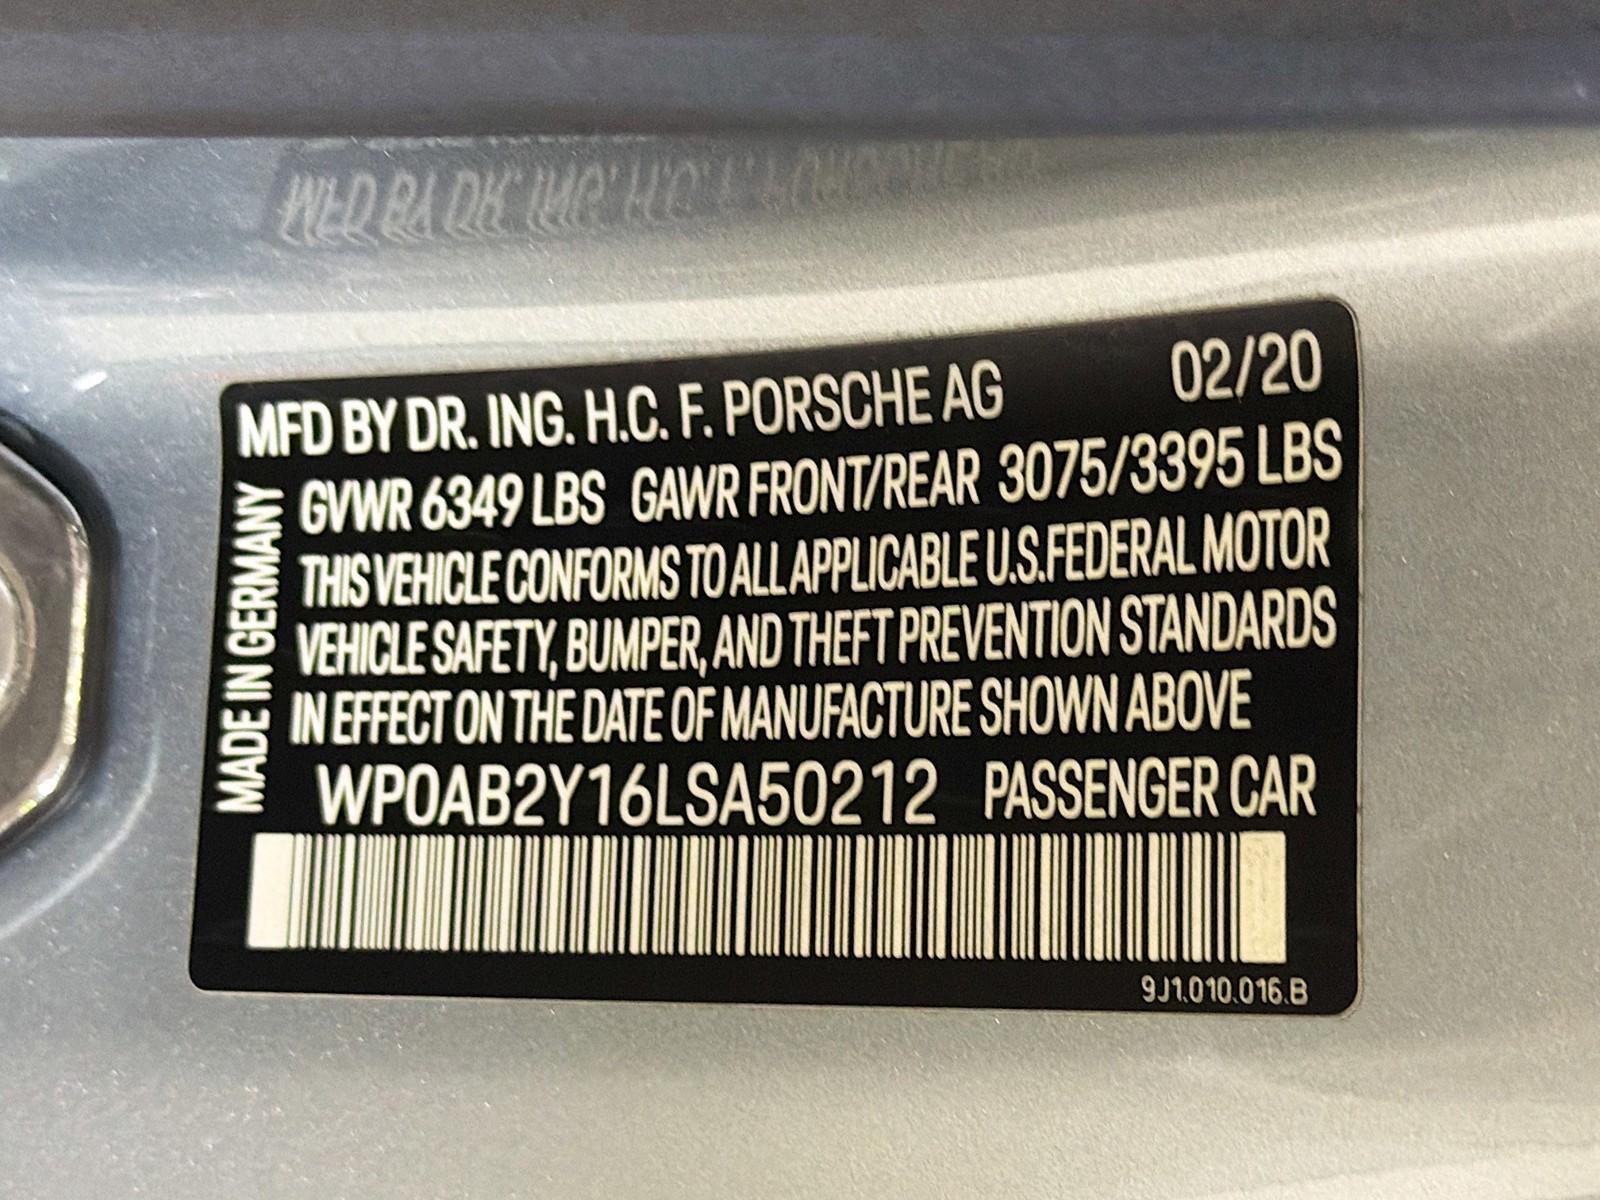 MFD BY DR. ING. H.C. F. PORSCHE AG 02/20
GVWR 6349 LBS GAWR FRONT/REAR 3075/3395 LBS
THIS VEHICLE CONFORMS TO ALL APPLICABLE U.S.FEDERAL MOTOR
VEHICLE SAFETY, BUMPER, AND THEFT PREVENTION STANDARDS
IN EFFECT ON THE DATE OF MANUFACTURE SHOWN ABOVE
MADE IN GERMANY
WP0AB2Y16LSA50212 PASSENGER CAR
9J1.010.016.B